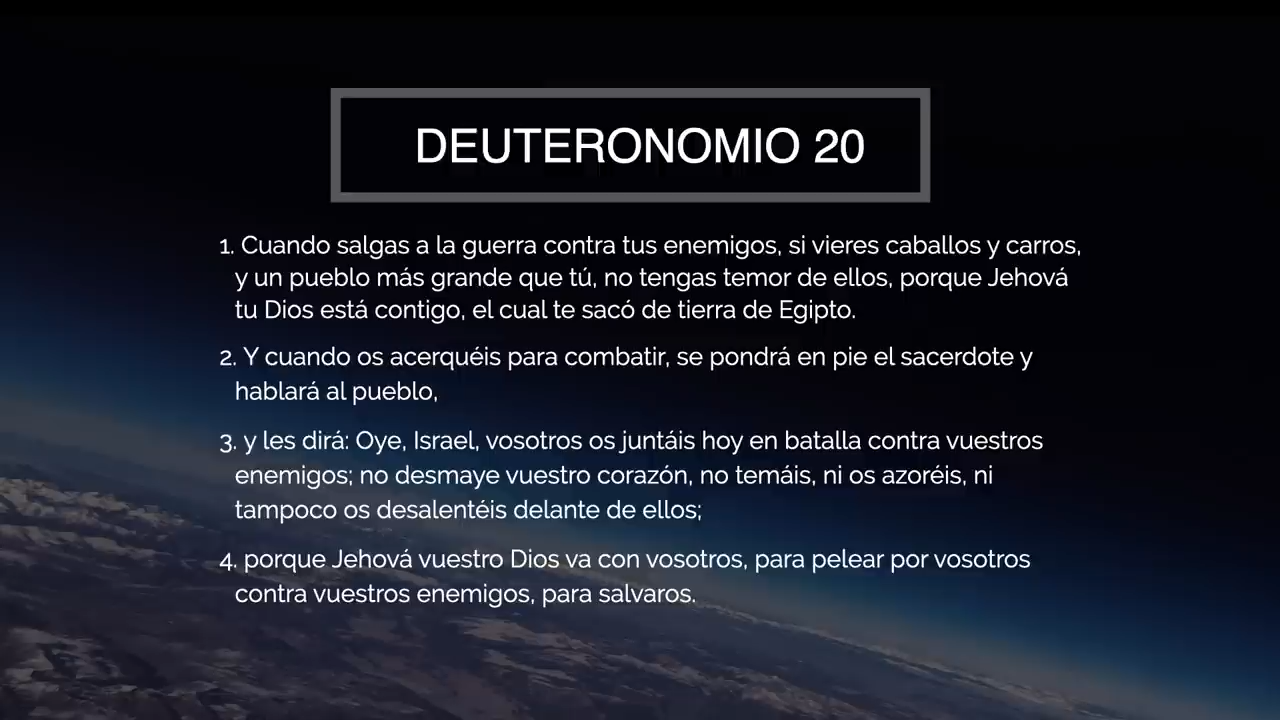 DEUTERONOMIO 20
1. Cuando salgas a la guerra contra tus enemigos, si vieres caballos y carros,
y un pueblo más grande que tú, no tengas temor de ellos, porque Jehová
tu Dios está contigo, el cual te sacó de tierra de Egipto.
2. Y cuando os acerquéis para combatir, se pondrá en pie el sacerdote y
hablará al pueblo,
3. y les dirá: Oye, Israel, vosotros os juntáis hoy en batalla contra vuestros
enemigos; no desmaye vuestro corazón, no temáis, ni os azoréis, ni
tampoco os desalentéis delante de ellos;
4. porque Jehová vuestro Dios va con vosotros, para pelear por vosotros
contra vuestros enemigos, para salvaros.